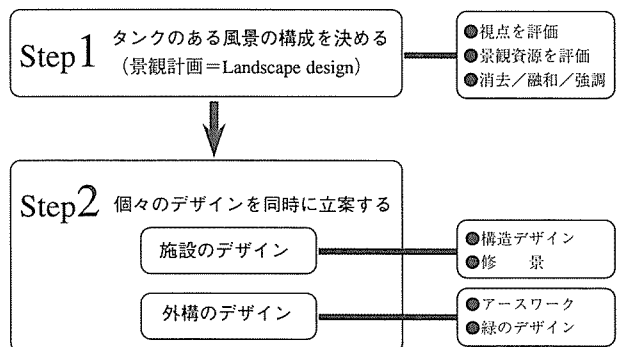 Step1 タンクのある風景の構成を決める
（景観計画＝Landscape design）
●視点を評価
●景観資源を評価
●消去／融和／強調
Step2 個々のデザインを同時に立案する
施設のデザイン
●構造デザイン
●修　　景
外構のデザイン
●アースワーク
●緑のデザイン